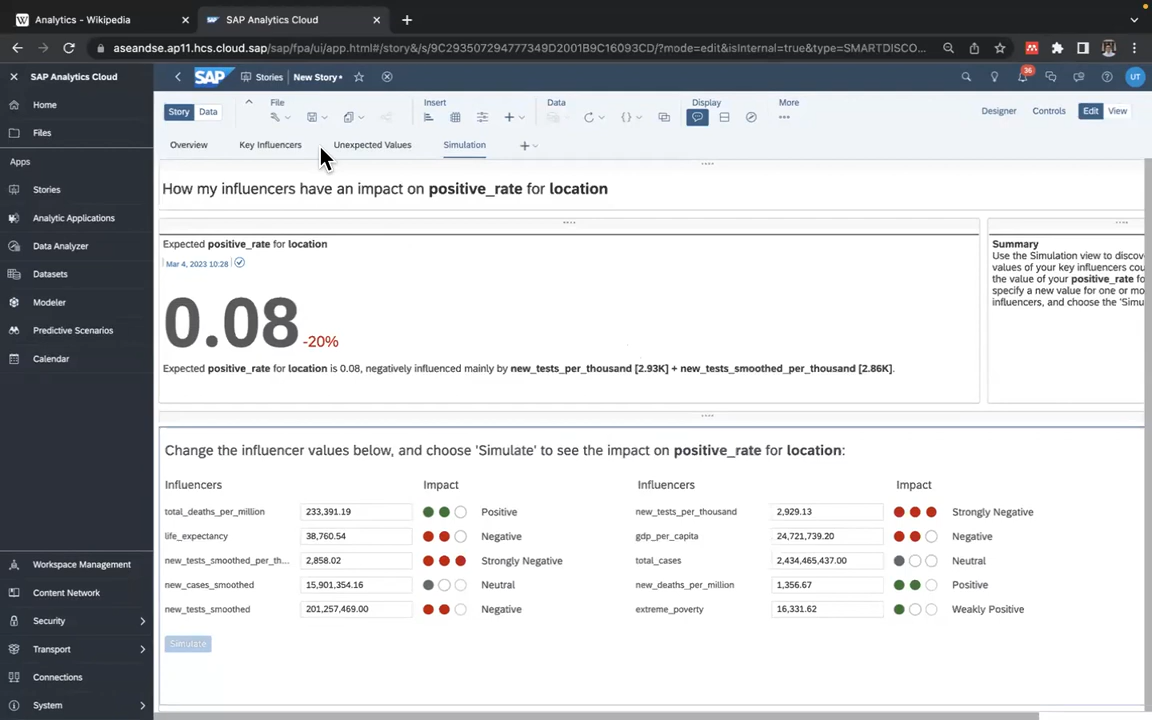 Analytics - Wikipedia
SAP Analytics Cloud
aseandse.ap11.hcs.cloud.sap/sap/fpa/ui/app.html#/story&/s/9C293507294777349D2001B9C16093CD/?mode=edit&isInternal=true&type=SMARTDISCO...
SAP Analytics Cloud
SAP
Stories
New Story
36
UT
Home
Files
Apps
Stories
Analytic Applications
Data Analyzer
Datasets
Modeler
Predictive Scenarios
Calendar
Workspace Management
Content Network
Security
Transport
Connections
System
File
Insert
Data
Display
More
Story
Data
Designer
Controls
Edit
View
Overview
Key Influencers
Unexpected Values
Simulation
How my influencers have an impact on positive_rate for location
Expected positive_rate for location
Mar 4, 2023 10:28
0.08 -20%
Expected positive_rate for location is 0.08, negatively influenced mainly by new_tests_per_thousand [2.93K] + new_tests_smoothed_per_thousand [2.86K].
Summary
Use the Simulation view to discov
values of your key influencers cou
the value of your positive_rate fo
specify a new value for one or mo
influencers, and choose the 'Simu
Change the influencer values below, and choose 'Simulate' to see the impact on positive_rate for location:
Influencers Impact Influencers Impact
total_deaths_per_million 233,391.19 Positive new_tests_per_thousand 2,929.13 Strongly Negative
life_expectancy 38,760.54 Negative gdp_per_capita 24,721,739.20 Negative
new_tests_smoothed_per_th... 2,858.02 Strongly Negative total_cases 2,434,465,437.00 Neutral
new_cases_smoothed 15,901,354.16 Neutral new_deaths_per_million 1,356.67 Positive
new_tests_smoothed 201,257,469.00 Negative extreme_poverty 16,331.62 Weakly Positive
Simulate